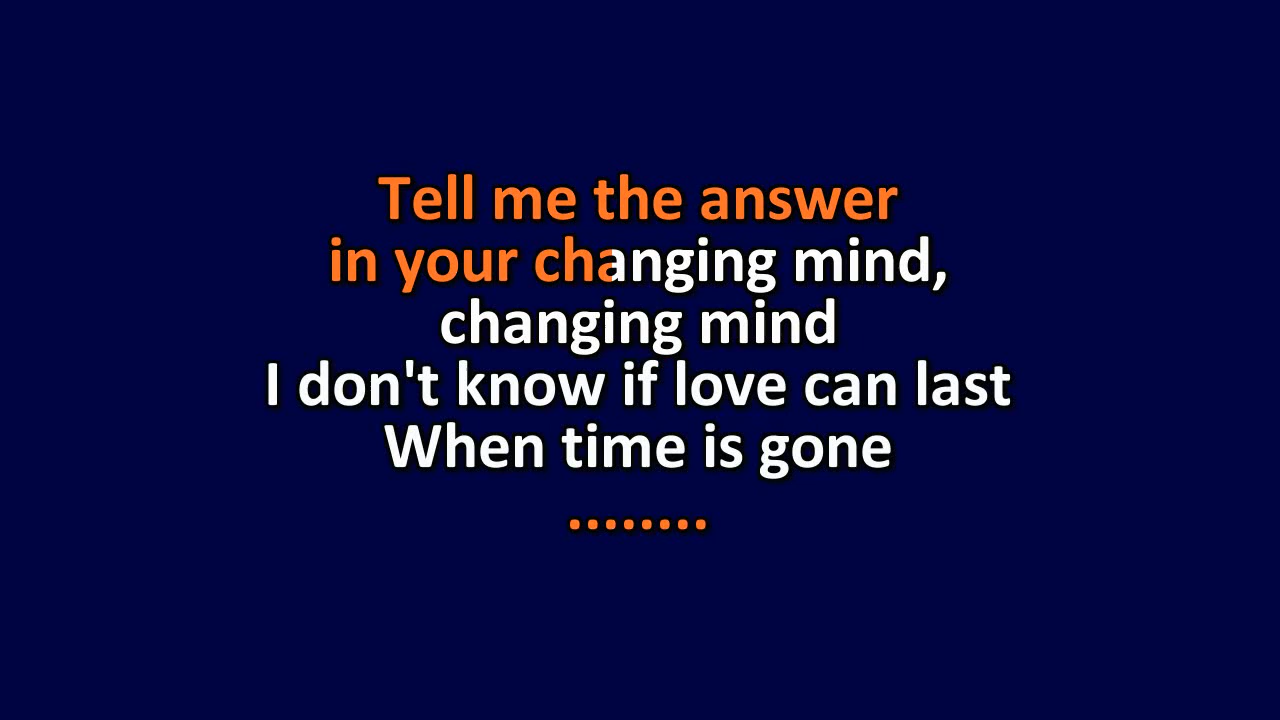 Tell me the answer
in your changing mind,
changing mind
I don't know if love can last
When time is gone
........